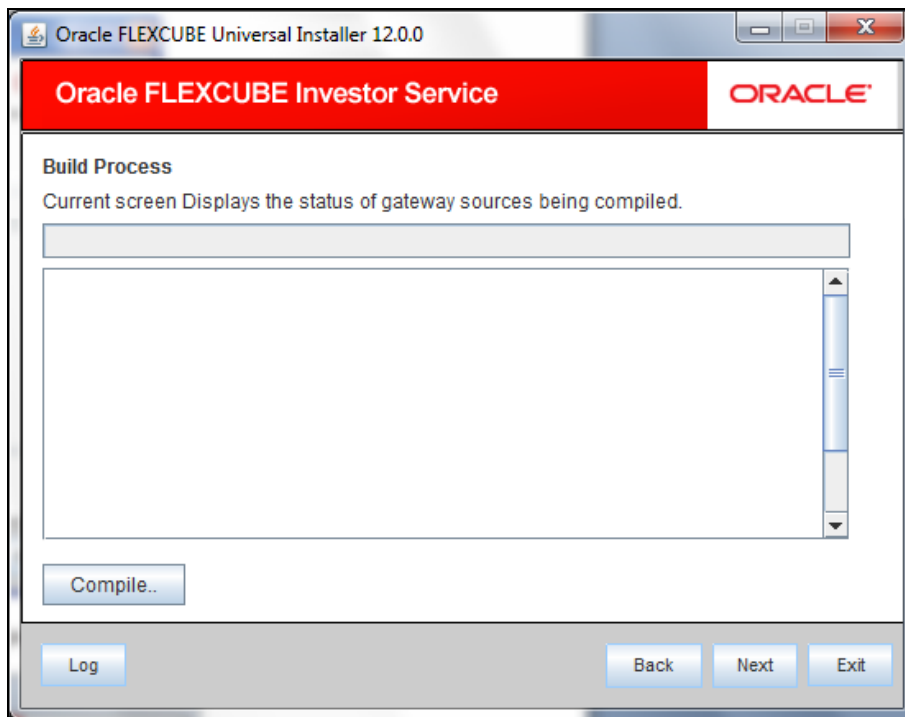 Oracle FLEXCUBE Universal Installer 12.0.0
Oracle FLEXCUBE Investor Service
ORACLE
Build Process
Current screen Displays the status of gateway sources being compiled.
Compile..
Log
Back
Next
Exit